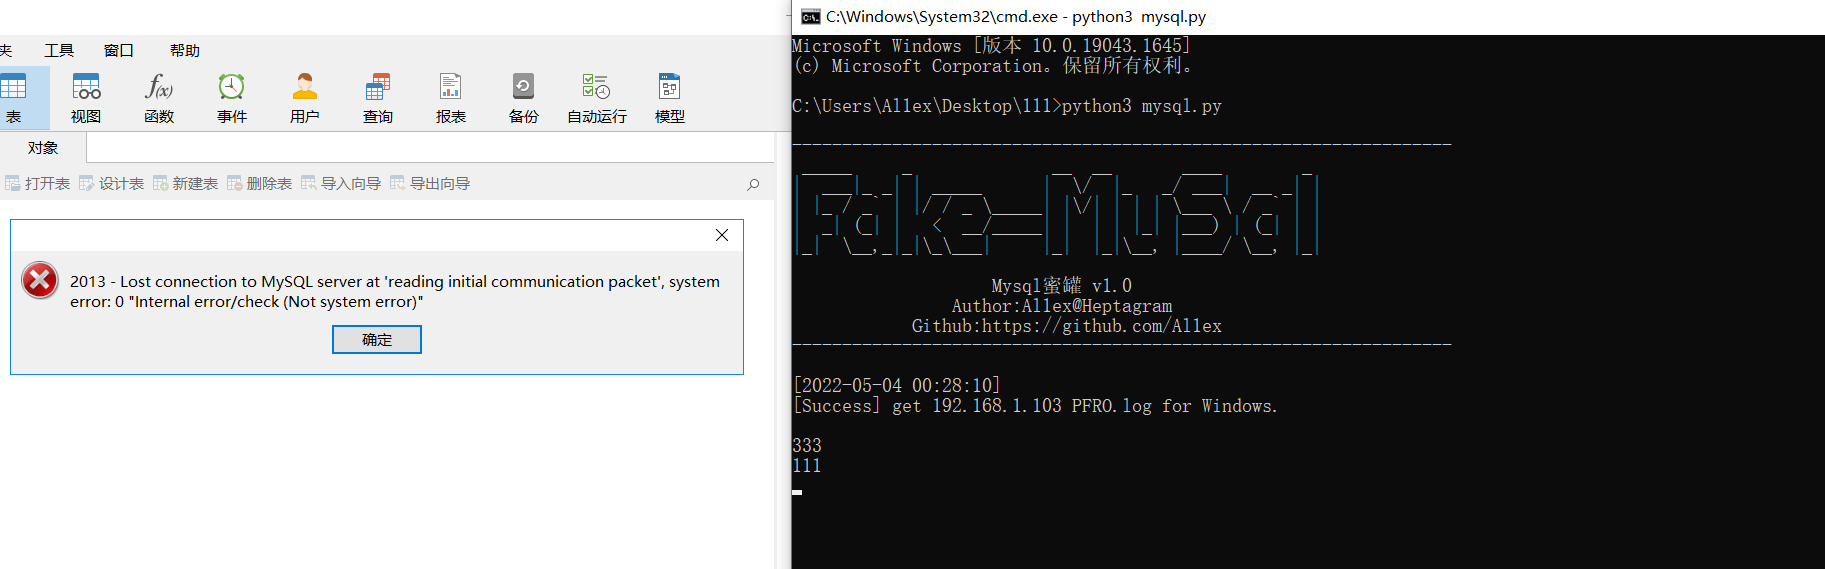 夹 工具 窗口 帮助
表 视图 函数 事件 用户 查询 报表 备份 自动运行 模型
对象
打开表 设计表 新建表 删除表 导入向导 导出向导
2013 - Lost connection to MySQL server at 'reading initial communication packet', system
error: 0 "Internal error/check (Not system error)"
确定
C:\Windows\System32\cmd.exe - python3 mysql.py
Microsoft Windows [版本 10.0.19043.1645]
(c) Microsoft Corporation。保留所有权利。
C:\Users\Allex\Desktop\111>python3 mysql.py
Fake-MySql
Mysql蜜罐 v1.0
Author:Allex@Heptagram
Github:https://github.com/Allex
[2022-05-04 00:28:10]
[Success] get 192.168.1.103 PFRO.log for Windows.
333
111